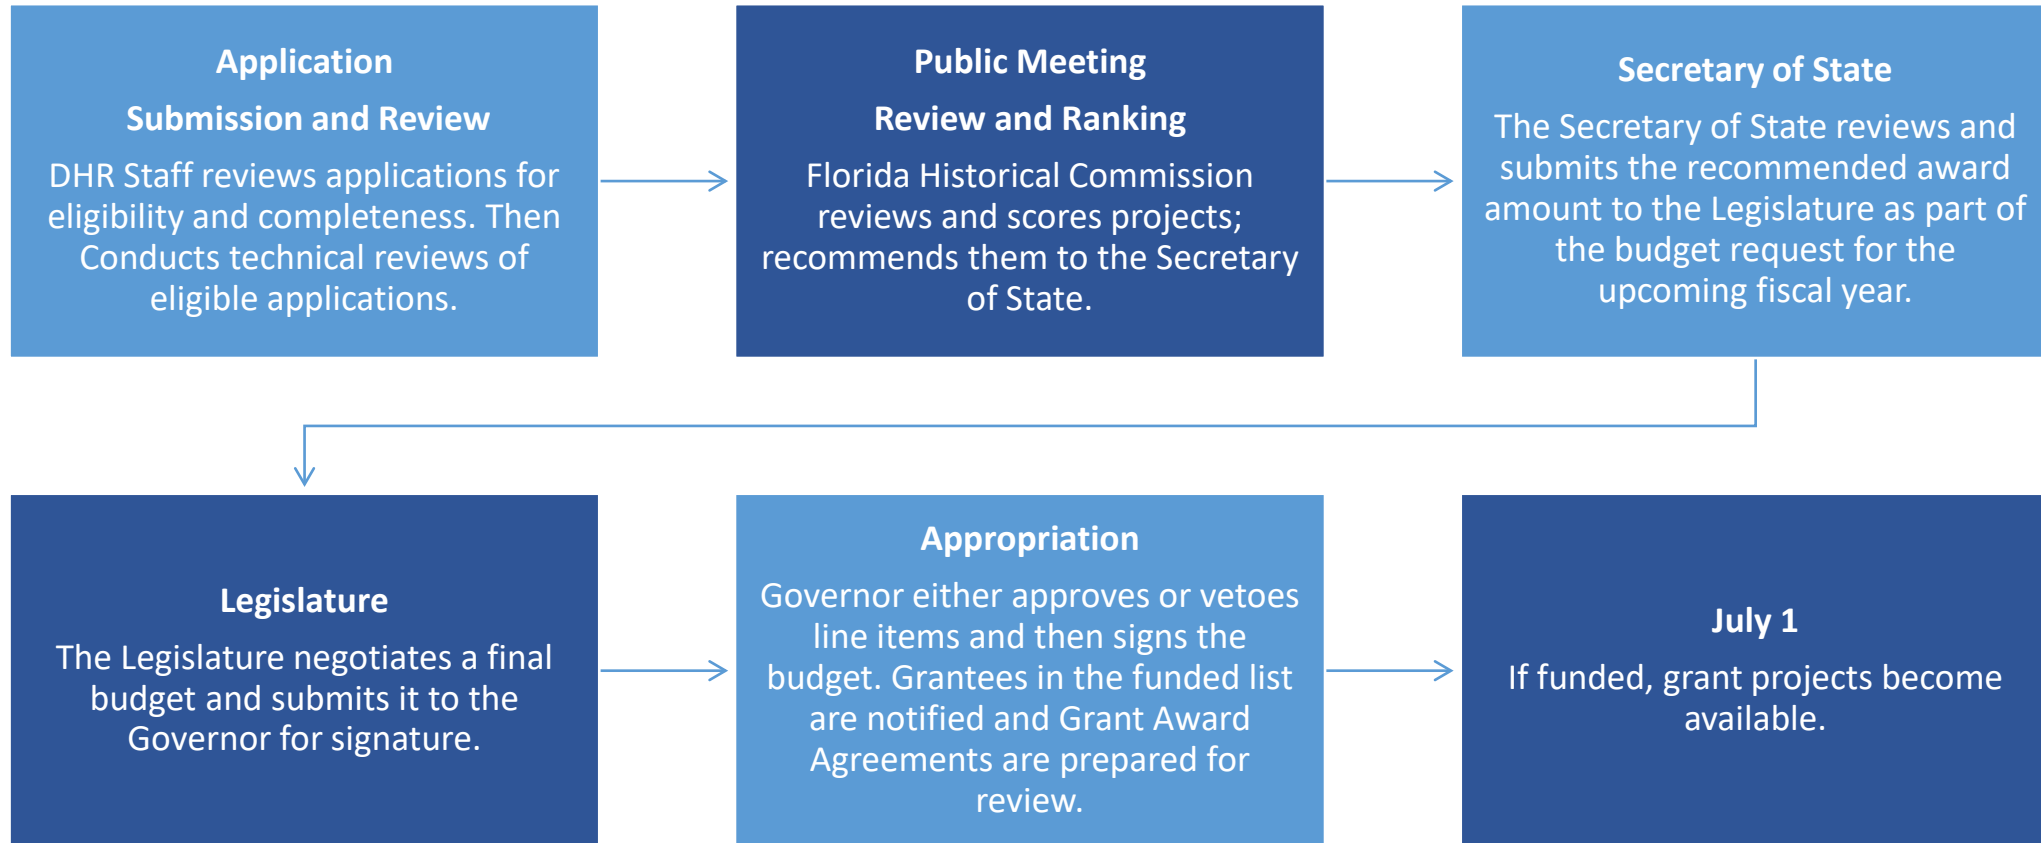 Application
Submission and Review
DHR Staff reviews applications for
eligibility and completeness. Then
Conducts technical reviews of
eligible applications.
Public Meeting
Review and Ranking
Florida Historical Commission
reviews and scores projects;
recommends them to the Secretary
of State.
Secretary of State
The Secretary of State reviews and
submits the recommended award
amount to the Legislature as part of
the budget request for the
upcoming fiscal year.
Legislature
The Legislature negotiates a final
budget and submits it to the
Governor for signature.
Appropriation
Governor either approves or vetoes
line items and then signs the
budget. Grantees in the funded list
are notified and Grant Award
Agreements are prepared for
review.
July 1
If funded, grant projects become
available.